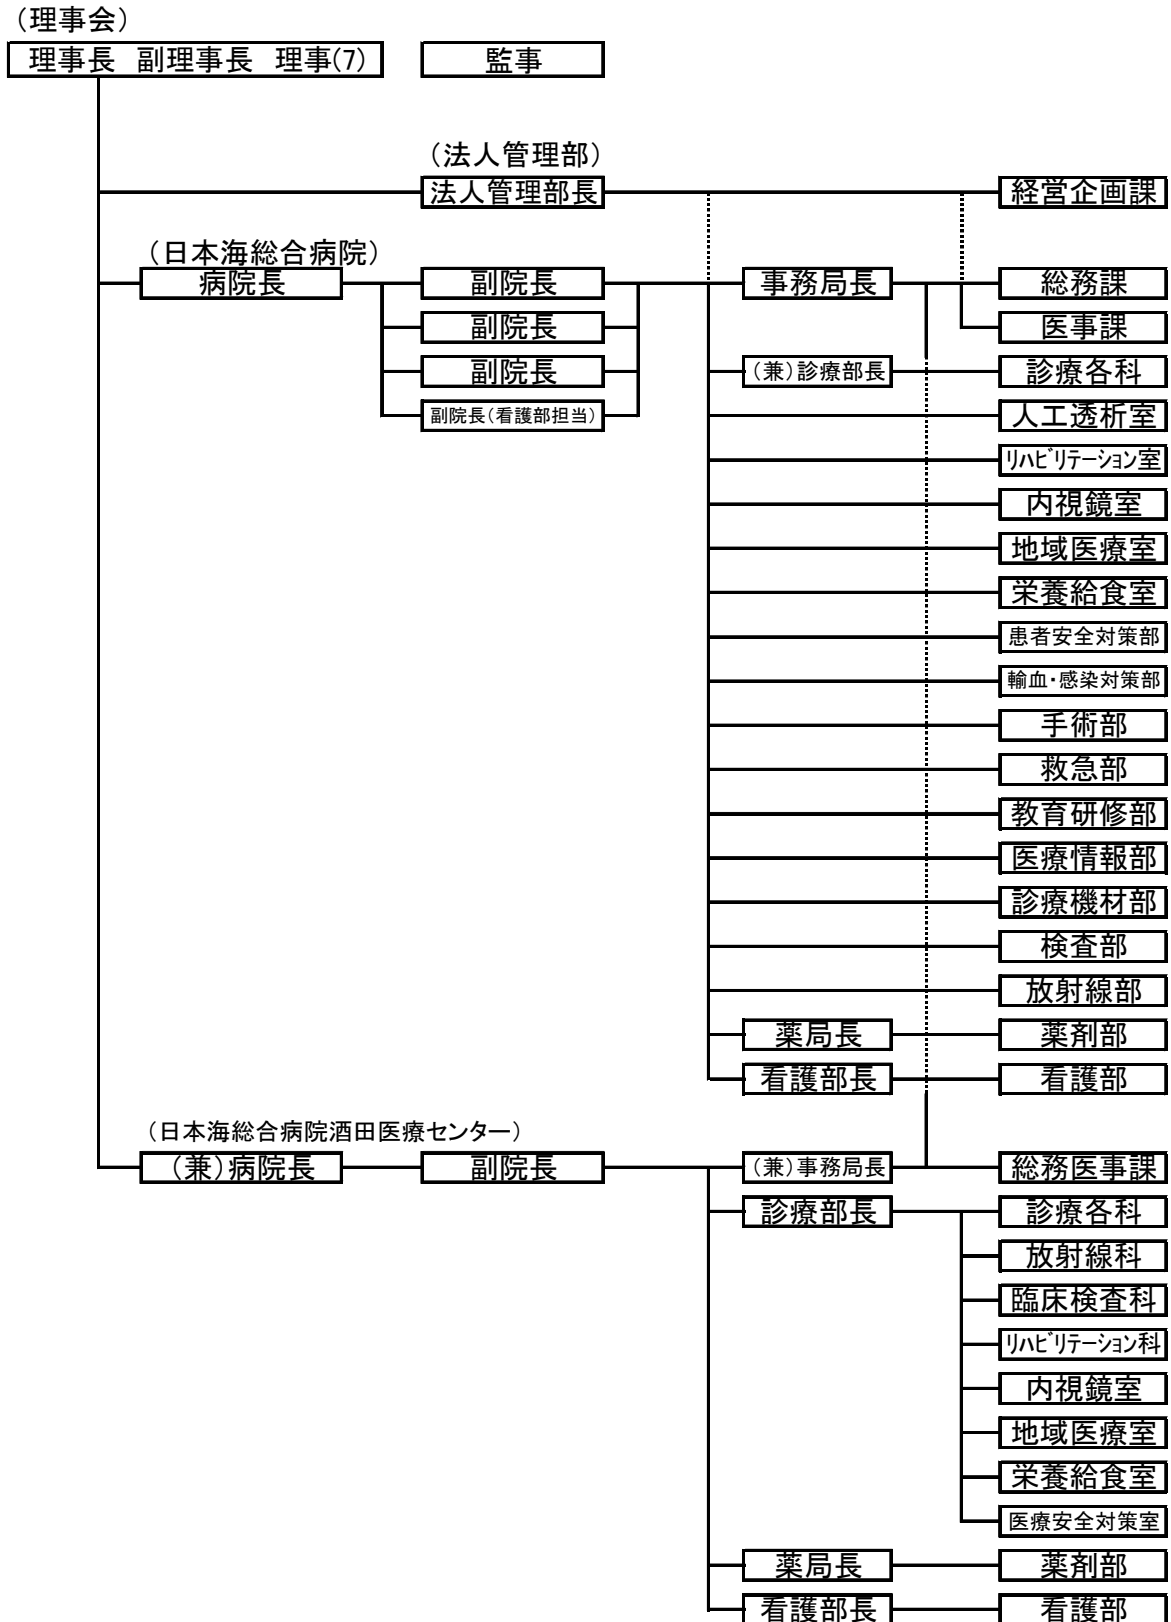 （理事会）
理事長　副理事長　理事(7)　監事
（法人管理部）
法人管理部長　経営企画課
（日本海総合病院）
病院長　副院長　事務局長　総務課
副院長　医事課
副院長　（兼）診療部長　診療各科
副院長（看護部担当）　人工透析室
ﾘﾊﾋﾞﾘﾃｰｼｮﾝ室
内視鏡室
地域医療室
栄養給食室
患者安全対策部
輸血・感染対策部
手術部
救急部
教育研修部
医療情報部
診療機材部
検査部
放射線部
薬局長　薬剤部
看護部長　看護部
（日本海総合病院酒田医療センター）
（兼）病院長　副院長　（兼）事務局長　総務医事課
診療部長　診療各科
放射線科
臨床検査科
ﾘﾊﾋﾞﾘﾃｰｼｮﾝ科
内視鏡室
地域医療室
栄養給食室
医療安全対策室
薬局長　薬剤部
看護部長　看護部